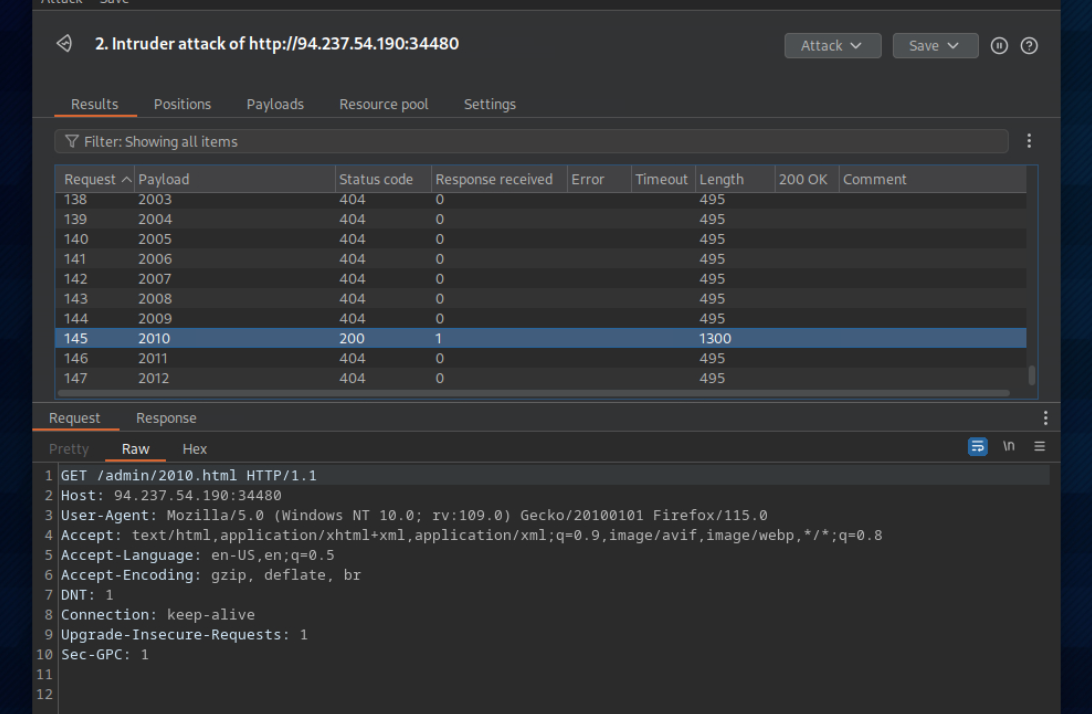 Attack Save
2. Intruder attack of http://94.237.54.190:34480
Attack Save
Results Positions Payloads Resource pool Settings
Filter: Showing all items
Request Payload Status code Response received Error Timeout Length 200 OK Comment
138 2003 404 0 495
139 2004 404 0 495
140 2005 404 0 495
141 2006 404 0 495
142 2007 404 0 495
143 2008 404 0 495
144 2009 404 0 495
145 2010 200 1 1300
146 2011 404 0 495
147 2012 404 0 495
Request Response
Pretty Raw Hex \n
1 GET /admin/2010.html HTTP/1.1
2 Host: 94.237.54.190:34480
3 User-Agent: Mozilla/5.0 (Windows NT 10.0; rv:109.0) Gecko/20100101 Firefox/115.0
4 Accept: text/html,application/xhtml+xml,application/xml;q=0.9,image/avif,image/webp,*/*;q=0.8
5 Accept-Language: en-US,en;q=0.5
6 Accept-Encoding: gzip, deflate, br
7 DNT: 1
8 Connection: keep-alive
9 Upgrade-Insecure-Requests: 1
10 Sec-GPC: 1
11
12